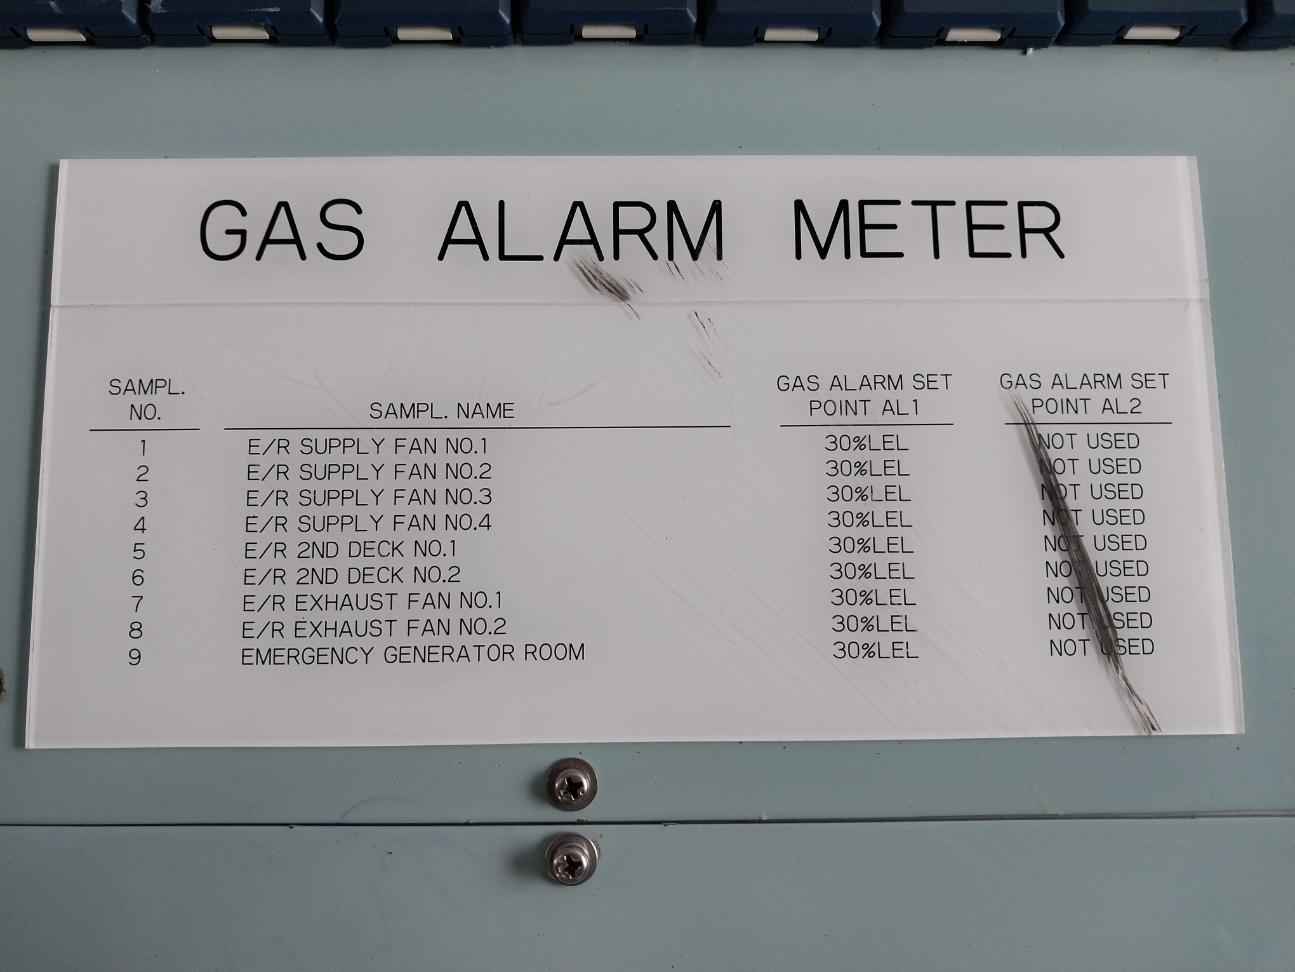 GAS ALARM METER
SAMPL. NO. SAMPL. NAME GAS ALARM SET POINT AL1 GAS ALARM SET POINT AL2
1 E/R SUPPLY FAN NO.1 30%LEL NOT USED
2 E/R SUPPLY FAN NO.2 30%LEL NOT USED
3 E/R SUPPLY FAN NO.3 30%LEL NOT USED
4 E/R SUPPLY FAN NO.4 30%LEL NOT USED
5 E/R 2ND DECK NO.1 30%LEL NOT USED
6 E/R 2ND DECK NO.2 30%LEL NOT USED
7 E/R EXHAUST FAN NO.1 30%LEL NOT USED
8 E/R EXHAUST FAN NO.2 30%LEL NOT USED
9 EMERGENCY GENERATOR ROOM 30%LEL NOT USED